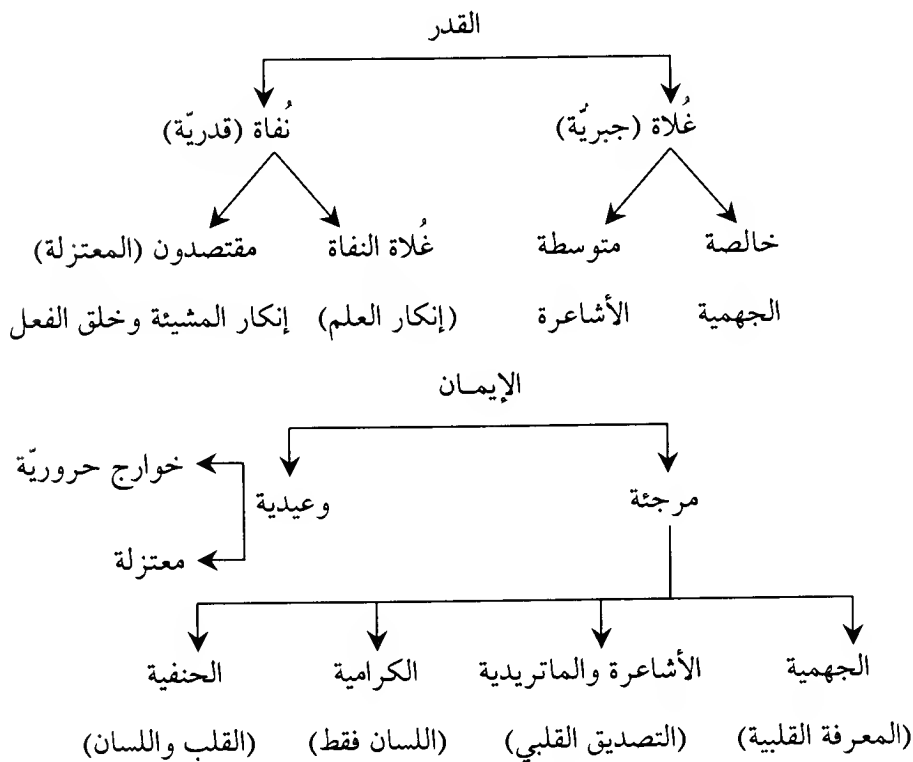 القدر
غُلاة (جبريّة) نُفاة (قدريّة)
خالصة متوسطة غُلاة النفاة مقتصدون (المعتزلة)
الجهمية الأشاعرة (إنكار العلم) إنكار المشيئة وخلق الفعل
الإيمــان
مرجئة وعيدية خوارج حروريّة
معتزلة
الجهمية الأشاعرة والماتريدية الكرامية الحنفية
(المعرفة القلبية) (التصديق القلبي) (اللسان فقط) (القلب واللسان)